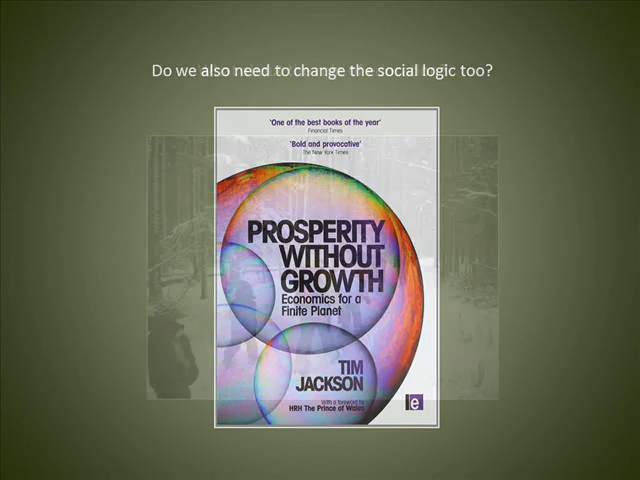 Do we also need to change the social logic too?
'One of the best books of the year'
Financial Times
'Bold and provocative'
The New York Times
PROSPERITY
WITHOUT
GROWTH
Economics for a
Finite Planet
TIM
JACKSON
With a foreword by
HRH The Prince of Wales
e